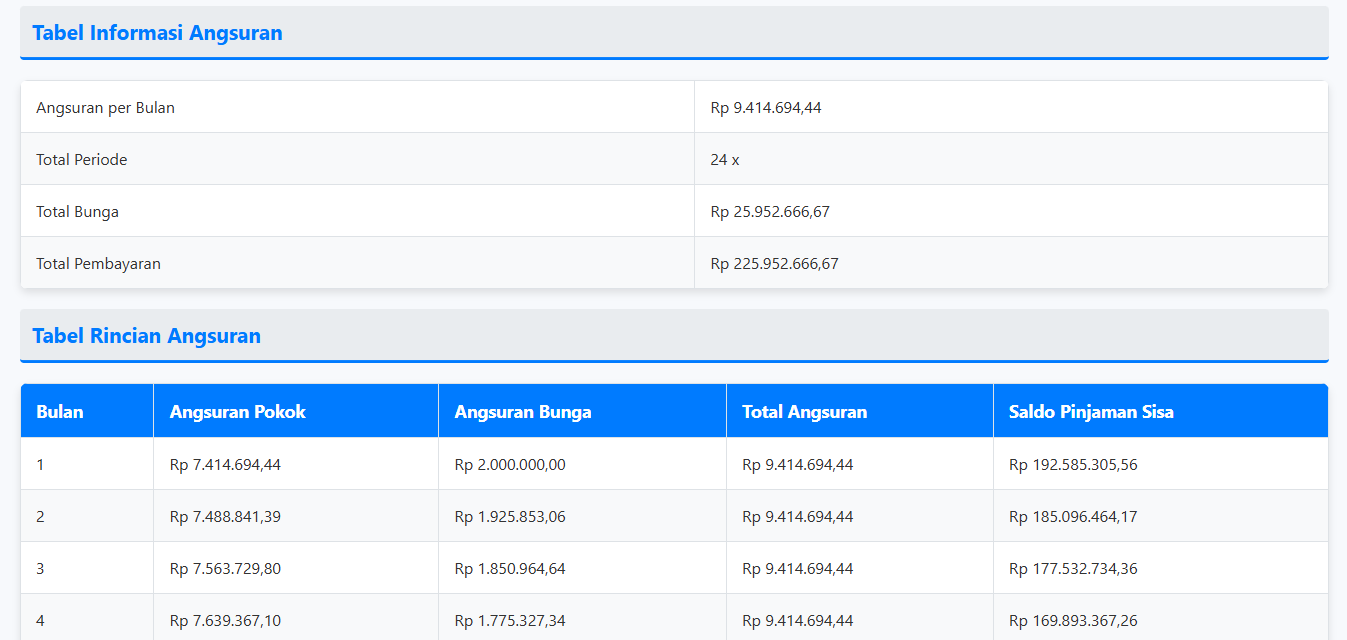 Tabel Informasi Angsuran
Angsuran per Bulan Rp 9.414.694,44
Total Periode 24 x
Total Bunga Rp 25.952.666,67
Total Pembayaran Rp 225.952.666,67
Tabel Rincian Angsuran
Bulan Angsuran Pokok Angsuran Bunga Total Angsuran Saldo Pinjaman Sisa
1 Rp 7.414.694,44 Rp 2.000.000,00 Rp 9.414.694,44 Rp 192.585.305,56
2 Rp 7.488.841,39 Rp 1.925.853,06 Rp 9.414.694,44 Rp 185.096.464,17
3 Rp 7.563.729,80 Rp 1.850.964,64 Rp 9.414.694,44 Rp 177.532.734,36
4 Rp 7.639.367,10 Rp 1.775.327,34 Rp 9.414.694,44 Rp 169.893.367,26